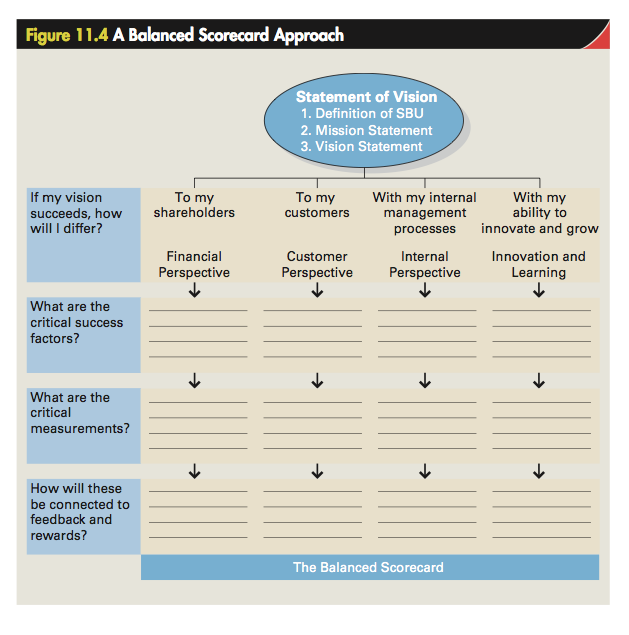 Figure 11.4 A Balanced Scorecard Approach
Statement of Vision
1. Definition of SBU
2. Mission Statement
3. Vision Statement
If my vision
succeeds, how
will I differ?
To my
shareholders
Financial
Perspective
To my
customers
Customer
Perspective
With my internal
management
processes
Internal
Perspective
With my
ability to
innovate and grow
Innovation and
Learning
What are the
critical success
factors?
What are the
critical
measurements?
How will these
be connected to
feedback and
rewards?
The Balanced Scorecard